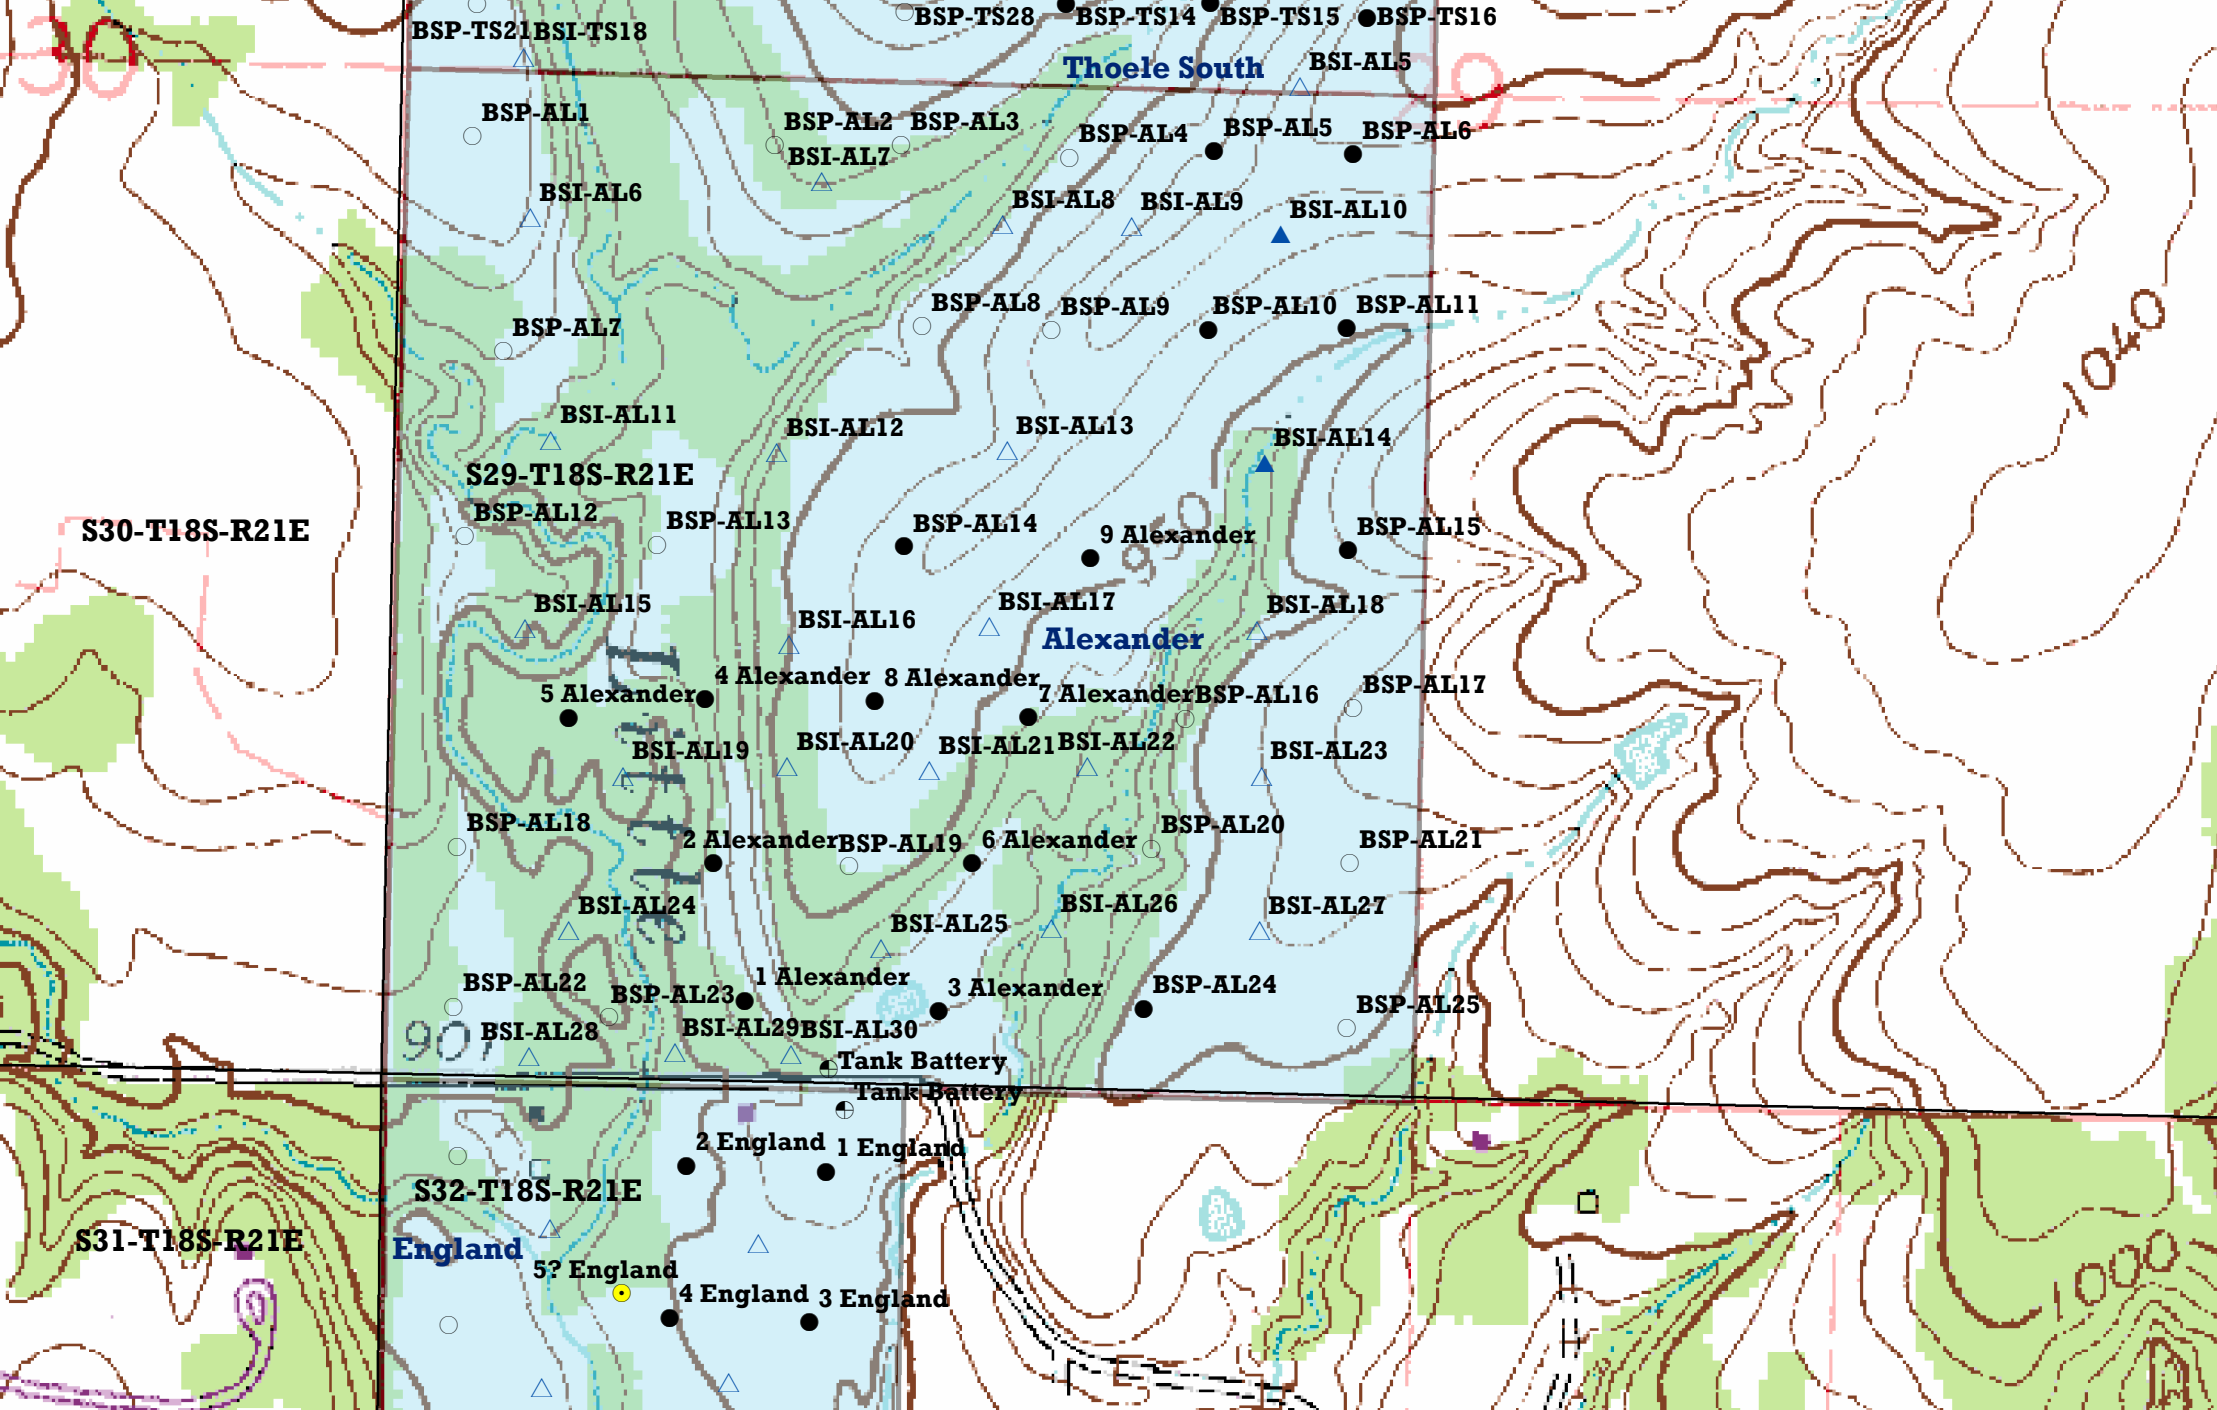 BSP-TS28
BSP-TS14
BSP-TS15
BSP-TS16
BSP-TS21
BSI-TS18
30
29
Thoele South
BSI-AL5
BSP-AL1
BSP-AL2
BSP-AL3
BSP-AL4
BSP-AL5
BSP-AL6
BSI-AL7
BSI-AL6
BSI-AL8
BSI-AL9
BSI-AL10
BSP-AL7
BSP-AL8
BSP-AL9
BSP-AL10
BSP-AL11
1040
BSI-AL11
BSI-AL12
BSI-AL13
BSI-AL14
S29-T18S-R21E
S30-T18S-R21E
BSP-AL12
BSP-AL13
BSP-AL14
9 Alexander
950
BSP-AL15
BSI-AL15
BSI-AL16
BSI-AL17
BSI-AL18
Alexander
Little
5 Alexander
4 Alexander
8 Alexander
7 Alexander
BSP-AL16
BSP-AL17
BSI-AL19
BSI-AL20
BSI-AL21
BSI-AL22
BSI-AL23
BSP-AL18
2 Alexander
BSP-AL19
6 Alexander
BSP-AL20
BSP-AL21
BSI-AL24
BSI-AL25
BSI-AL26
BSI-AL27
BSP-AL22
BSP-AL23
1 Alexander
3 Alexander
BSP-AL24
BSP-AL25
901
BSI-AL28
BSI-AL29
BSI-AL30
Tank Battery
Tank Battery
2 England
1 England
S32-T18S-R21E
S31-T18S-R21E
England
5? England
4 England
3 England
1000